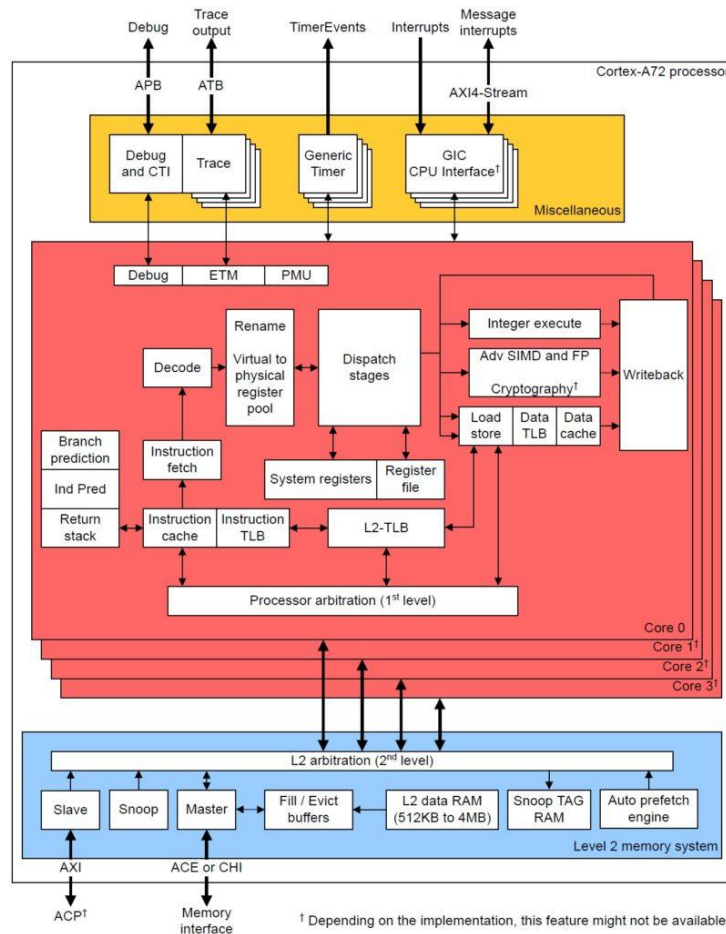 Debug
Trace
output
TimerEvents
Interrupts
Message
interrupts
Cortex-A72 processor
APB
ATB
AXI4-Stream
Debug
and CTI
Trace
Generic
Timer
GIC
CPU Interface†
Miscellaneous
Debug
ETM
PMU
Rename
Virtual to
physical
register
pool
Dispatch
stages
Integer execute
Adv SIMD and FP
Cryptography†
Writeback
Decode
Load
store
Data
TLB
Data
cache
Branch
prediction
Ind Pred
Return
stack
Instruction
fetch
System registers
Register
file
Instruction
cache
Instruction
TLB
L2-TLB
Processor arbitration (1st level)
Core 0
Core 1†
Core 2†
Core 3†
L2 arbitration (2nd level)
Slave
Snoop
Master
Fill / Evict
buffers
L2 data RAM
(512KB to 4MB)
Snoop TAG
RAM
Auto prefetch
engine
Level 2 memory system
AXI
ACE or CHI
ACP†
Memory
interface
† Depending on the implementation, this feature might not be available